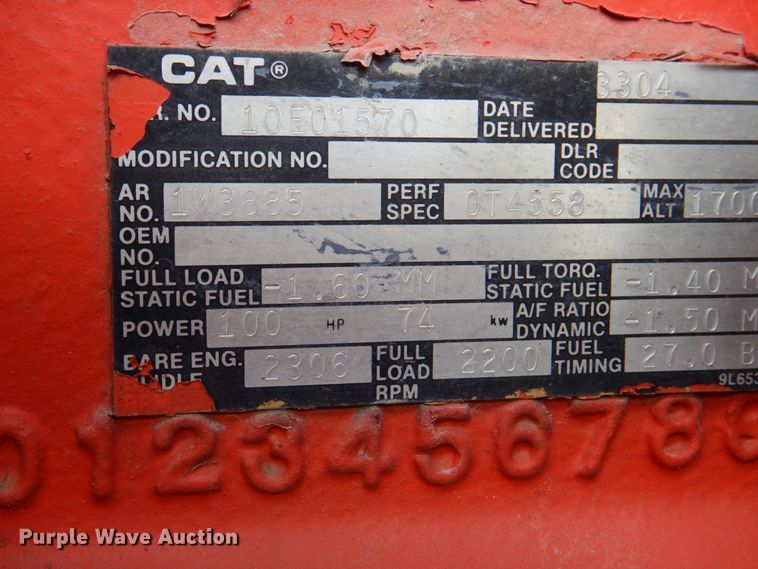 CAT® 3304
R. NO. 10E01570 DATE DELIVERED
MODIFICATION NO. DLR CODE
AR NO. 1W3885 PERF SPEC 0T4558 MAX ALT 1700
OEM NO.
FULL LOAD STATIC FUEL -1.60 MM FULL TORQ. STATIC FUEL -1.40 M
POWER 100 HP 74 kw A/F RATIO DYNAMIC -1.50 M
BARE ENG. IDLE 2306 FULL LOAD RPM 2200 FUEL TIMING 27.0 B
9L653
0123456788
Purple Wave Auction